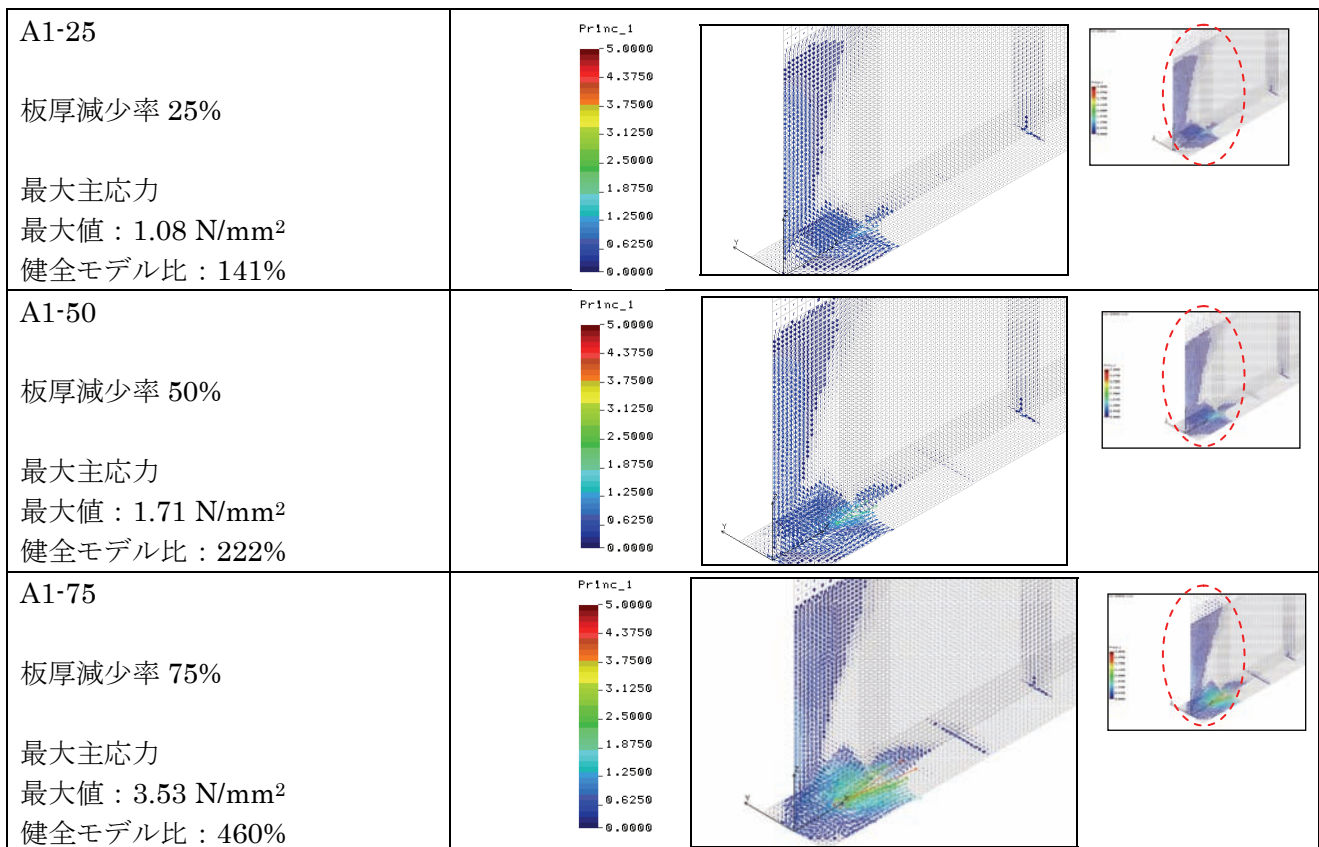 A1-25
板厚減少率 25%
最大主応力
最大値：1.08 N/mm²
健全モデル比：141%
Princ_1
5.0000
4.3750
3.7500
3.1250
2.5000
1.8750
1.2500
0.6250
0.0000
Y
A1-50
板厚減少率 50%
最大主応力
最大値：1.71 N/mm²
健全モデル比：222%
Princ_1
5.0000
4.3750
3.7500
3.1250
2.5000
1.8750
1.2500
0.6250
0.0000
Y
A1-75
板厚減少率 75%
最大主応力
最大値：3.53 N/mm²
健全モデル比：460%
Princ_1
5.0000
4.3750
3.7500
3.1250
2.5000
1.8750
1.2500
0.6250
0.0000